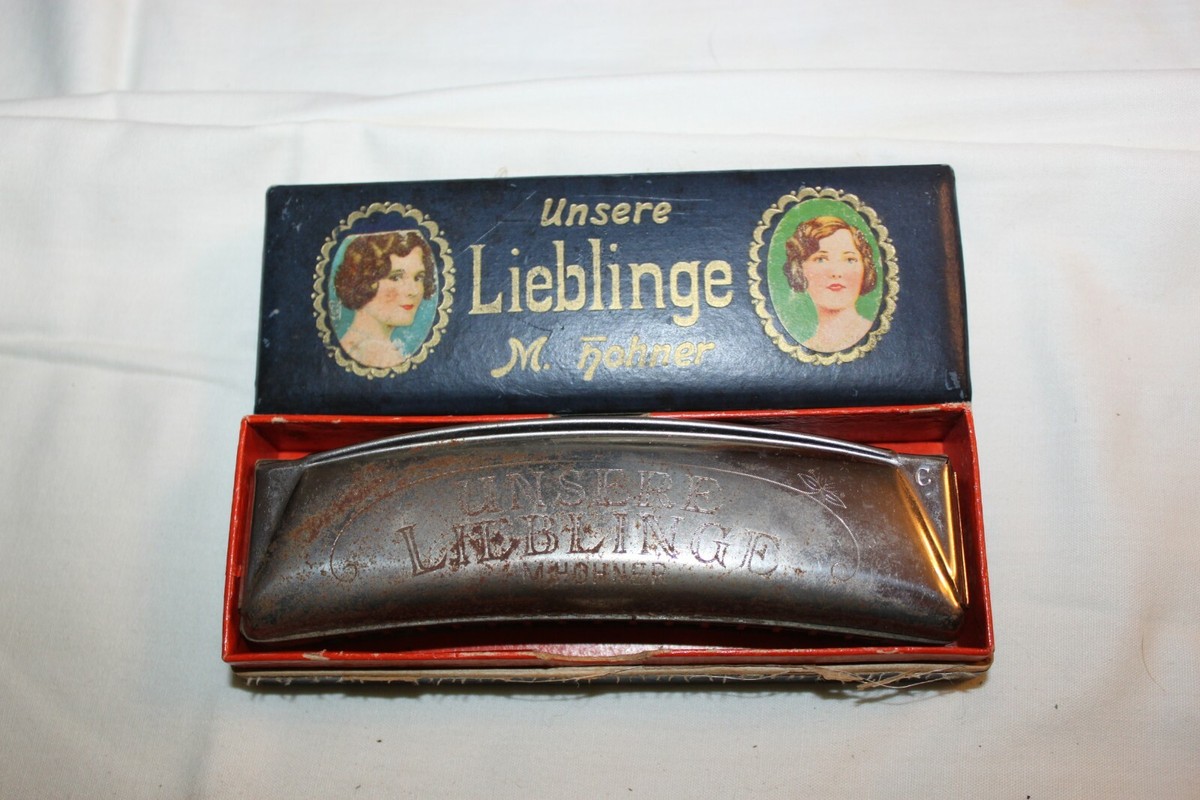 Unsere
Lieblinge
M. Hohner
C
UNSERE
LIEBLINGE
M. HOHNER